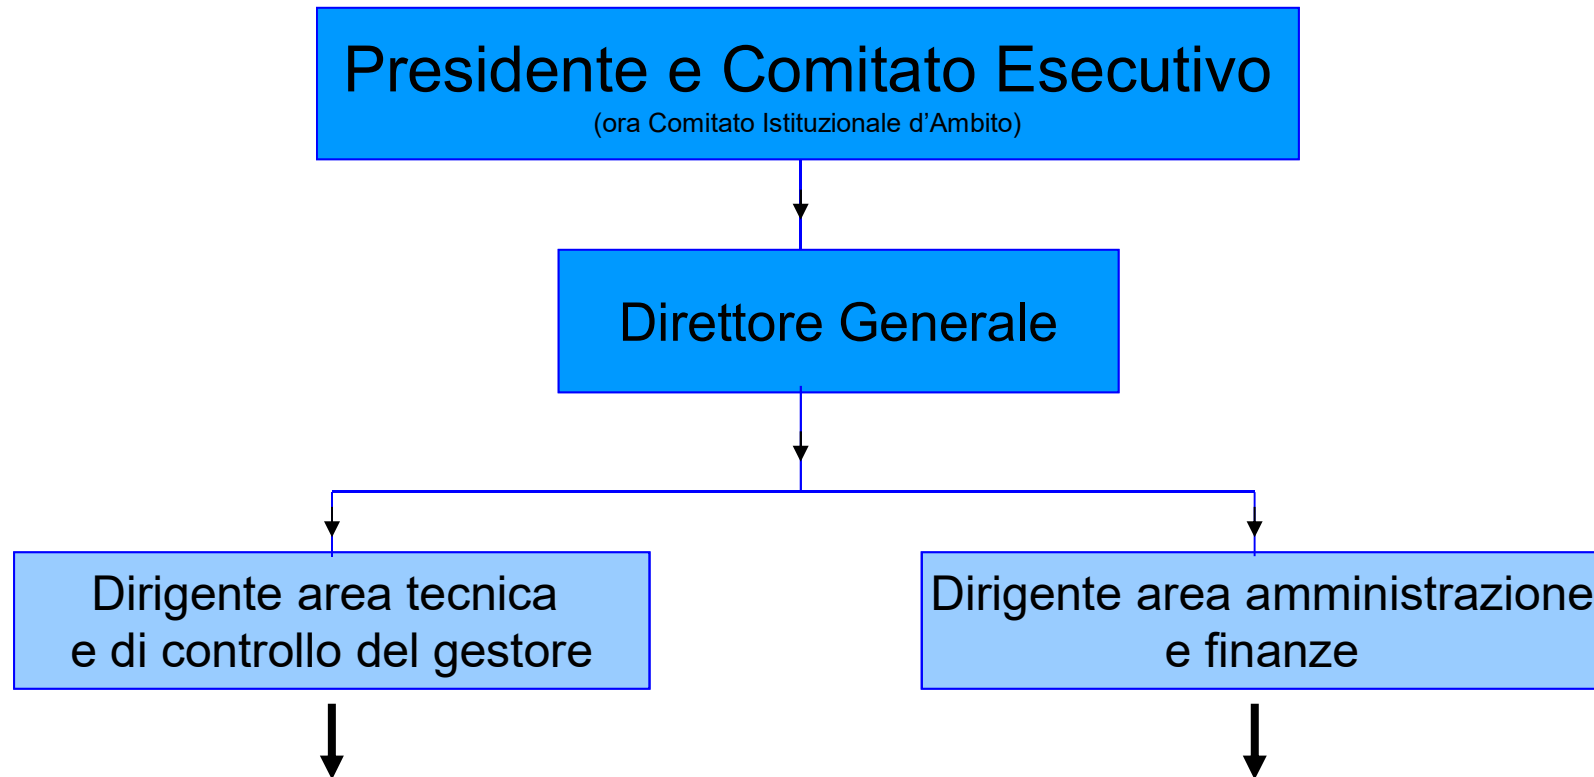 Presidente e Comitato Esecutivo
(ora Comitato Istituzionale d’Ambito)
Direttore Generale
Dirigente area tecnica
e di controllo del gestore
Dirigente area amministrazione
e finanze